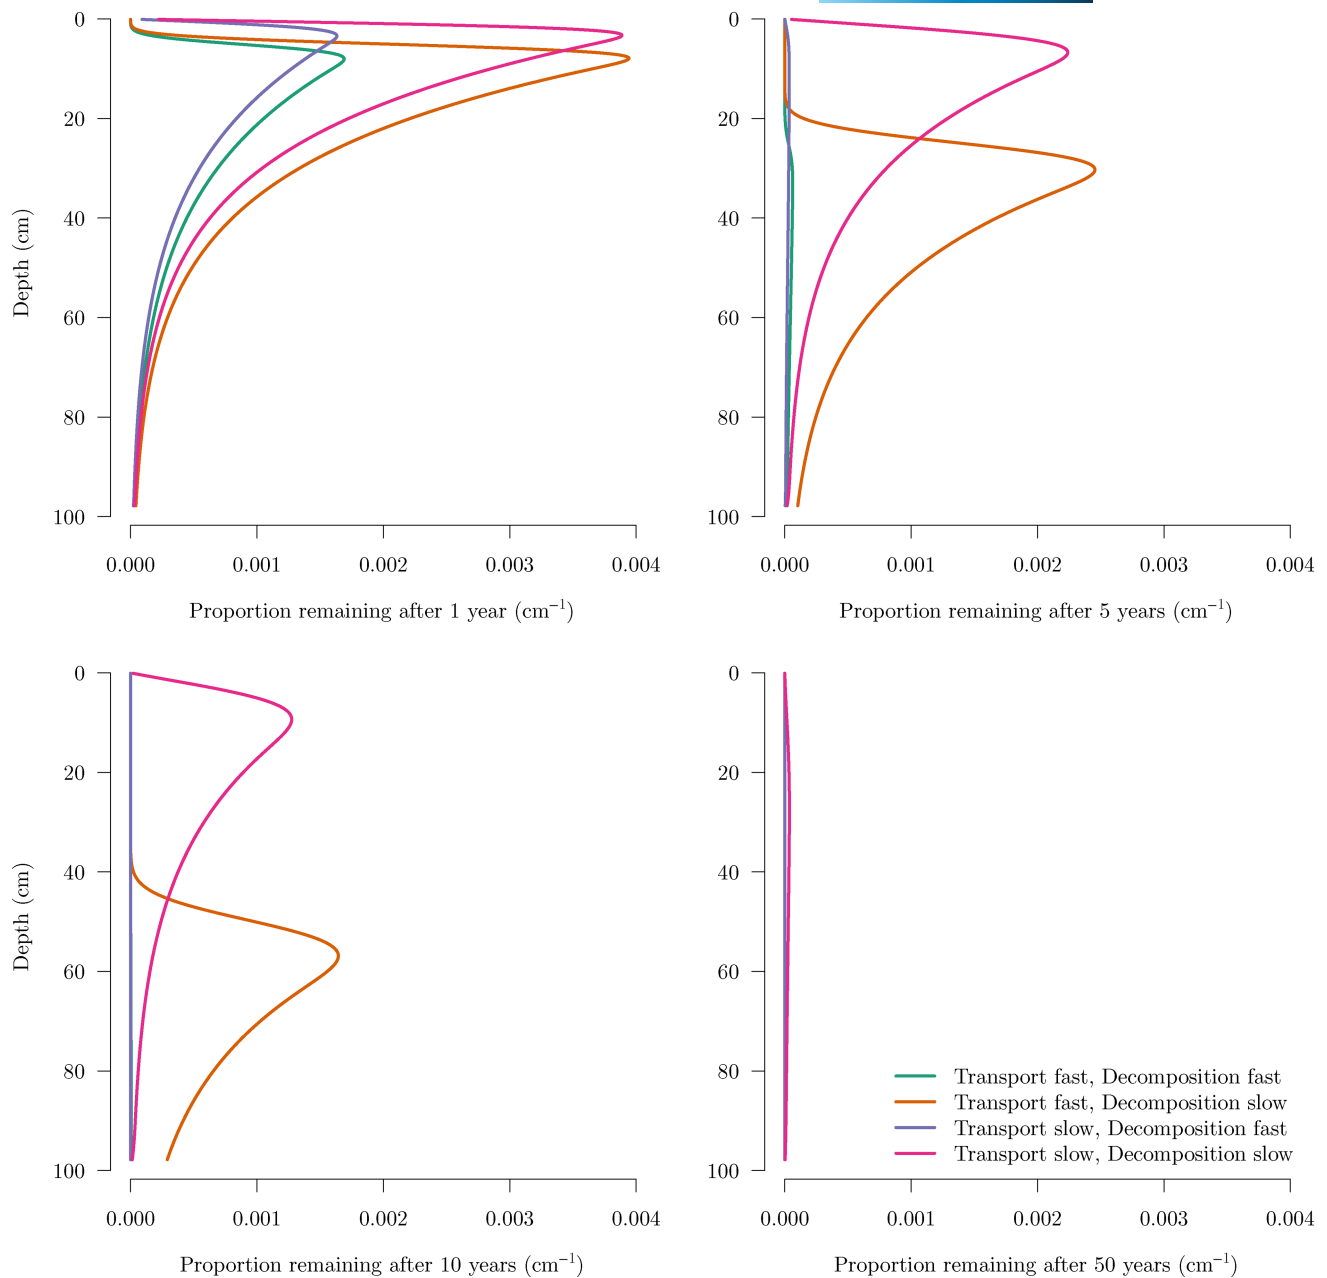 0
20
40
60
80
100
Depth (cm)
0.000 0.001 0.002 0.003 0.004
Proportion remaining after 1 year (cm⁻¹)
0
20
40
60
80
100
0.000 0.001 0.002 0.003 0.004
Proportion remaining after 5 years (cm⁻¹)
0
20
40
60
80
100
Depth (cm)
0.000 0.001 0.002 0.003 0.004
Proportion remaining after 10 years (cm⁻¹)
0
20
40
60
80
100
Transport fast, Decomposition fast
Transport fast, Decomposition slow
Transport slow, Decomposition fast
Transport slow, Decomposition slow
0.000 0.001 0.002 0.003 0.004
Proportion remaining after 50 years (cm⁻¹)